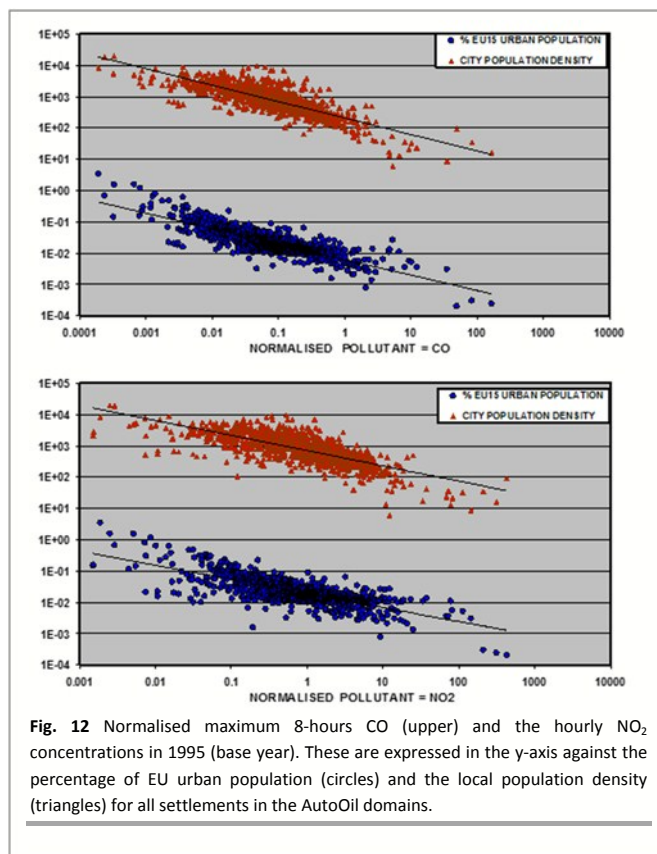 % EU15 URBAN POPULATION
CITY POPULATION DENSITY
1E+05
1E+04
1E+03
1E+02
1E+01
1E+00
1E-01
1E-02
1E-03
1E-04
0.0001 0.001 0.01 0.1 1 10 100 1000 10000
NORMALISED POLLUTANT = CO
% EU15 URBAN POPULATION
CITY POPULATION DENSITY
1E+05
1E+04
1E+03
1E+02
1E+01
1E+00
1E-01
1E-02
1E-03
1E-04
0.001 0.01 0.1 1 10 100 1000 10000
NORMALISED POLLUTANT = NO2
Fig. 12 Normalised maximum 8-hours CO (upper) and the hourly NO₂
concentrations in 1995 (base year). These are expressed in the y-axis against the
percentage of EU urban population (circles) and the local population density
(triangles) for all settlements in the AutoOil domains.